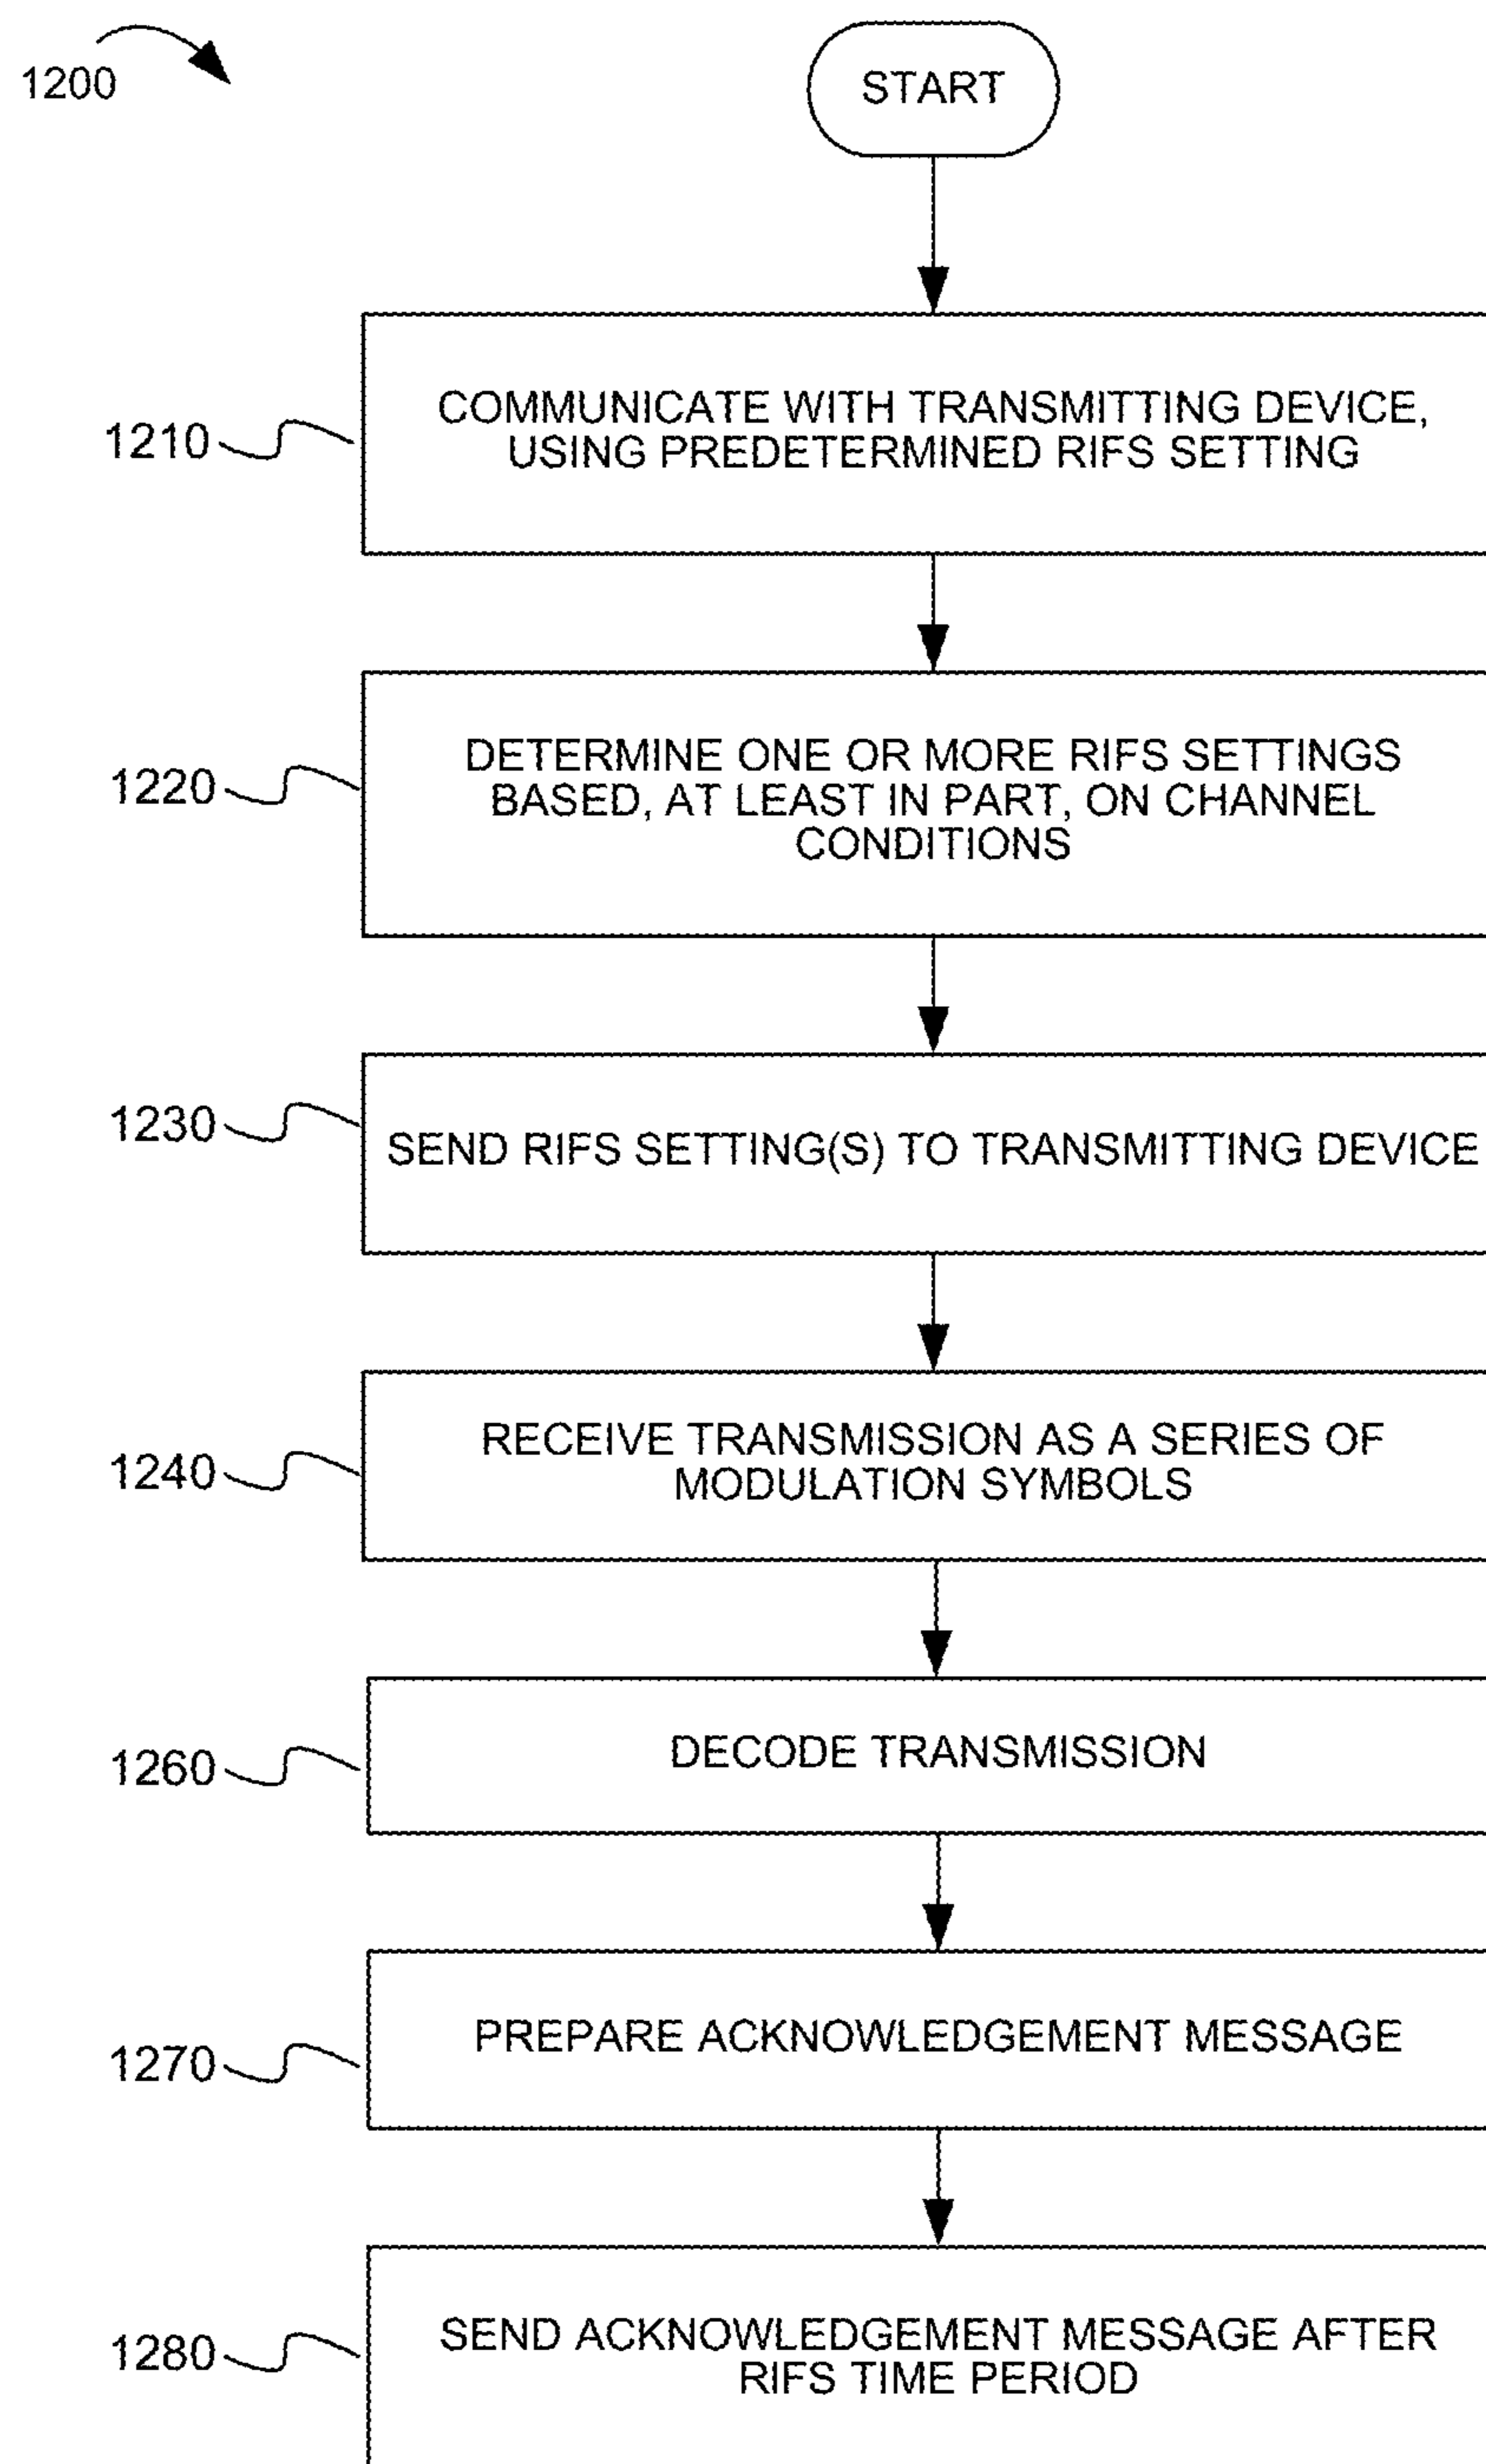 1200
START
1210
COMMUNICATE WITH TRANSMITTING DEVICE,
USING PREDETERMINED RIFS SETTING
1220
DETERMINE ONE OR MORE RIFS SETTINGS
BASED, AT LEAST IN PART, ON CHANNEL
CONDITIONS
1230
SEND RIFS SETTING(S) TO TRANSMITTING DEVICE
1240
RECEIVE TRANSMISSION AS A SERIES OF
MODULATION SYMBOLS
1260
DECODE TRANSMISSION
1270
PREPARE ACKNOWLEDGEMENT MESSAGE
1280
SEND ACKNOWLEDGEMENT MESSAGE AFTER
RIFS TIME PERIOD